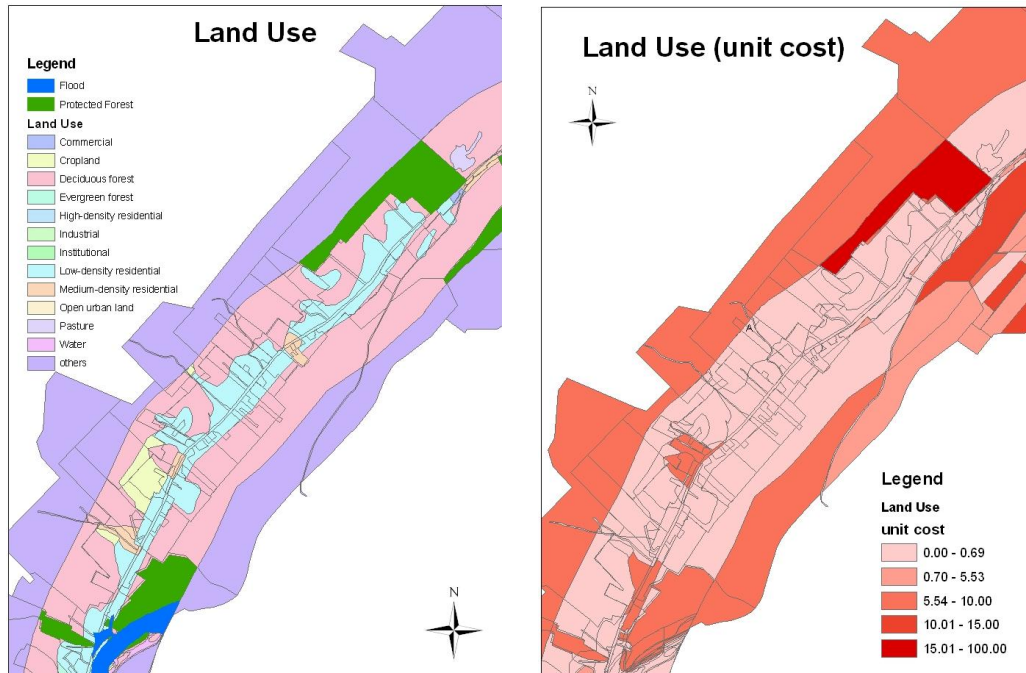 Land Use
Legend
Flood
Protected Forest
Land Use
Commercial
Cropland
Deciduous forest
Evergreen forest
High-density residential
Industrial
Institutional
Low-density residential
Medium-density residential
Open urban land
Pasture
Water
others
N
Land Use (unit cost)
N
A
Legend
Land Use
unit cost
0.00 - 0.69
0.70 - 5.53
5.54 - 10.00
10.01 - 15.00
15.01 - 100.00